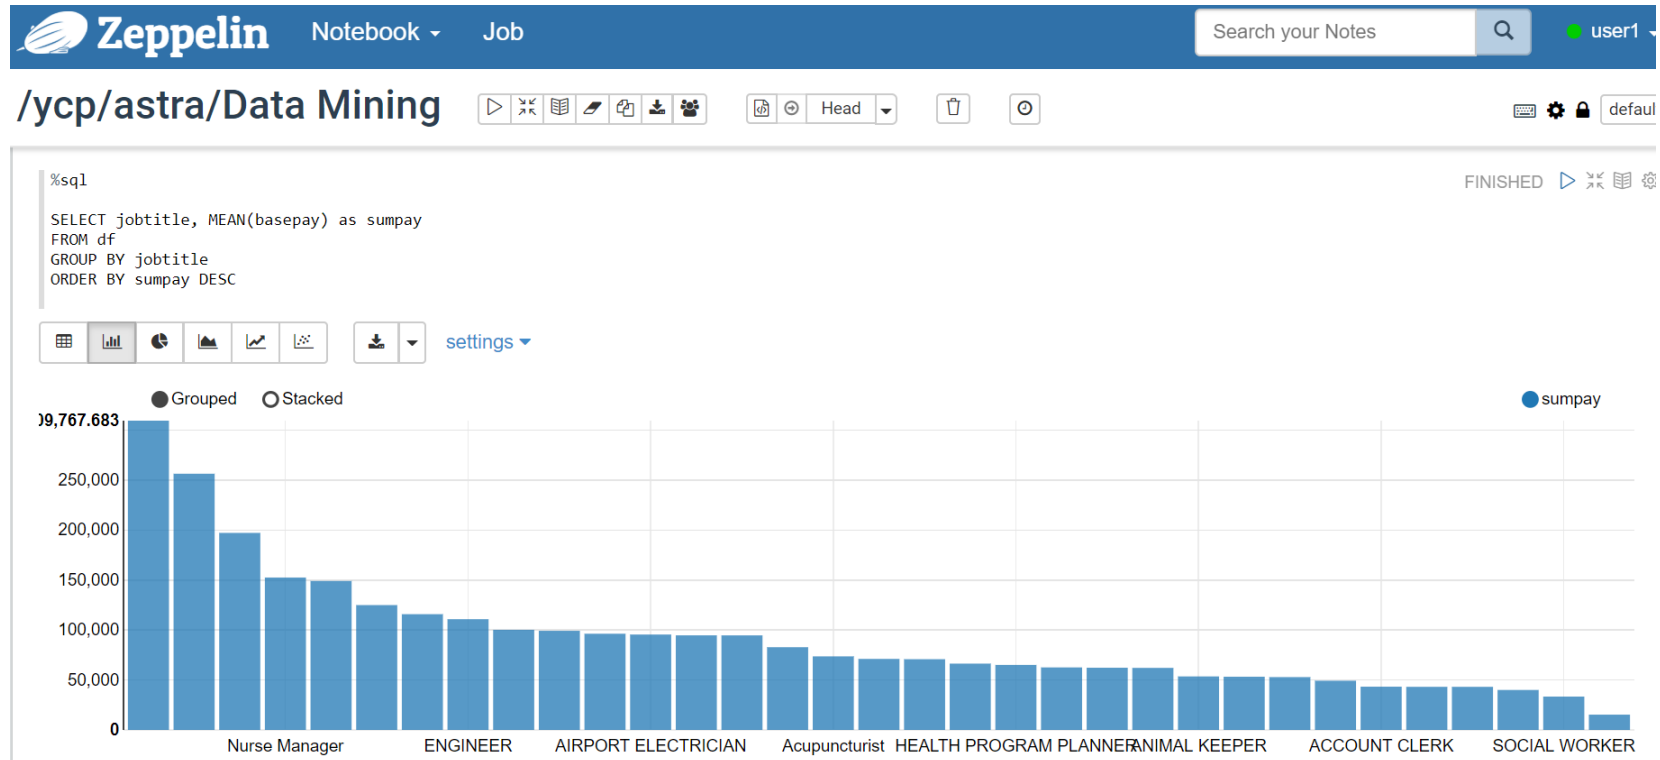 Zeppelin Notebook Job Search your Notes user1
/ycp/astra/Data Mining Head defaul
%sql FINISHED
SELECT jobtitle, MEAN(basepay) as sumpay
FROM df
GROUP BY jobtitle
ORDER BY sumpay DESC
settings
Grouped Stacked sumpay
09,767.683
250,000
200,000
150,000
100,000
50,000
0
Nurse Manager ENGINEER AIRPORT ELECTRICIAN Acupuncturist HEALTH PROGRAM PLANNER ANIMAL KEEPER ACCOUNT CLERK SOCIAL WORKER